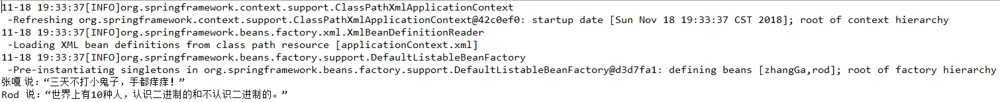 11-18 19:33:37[INFO]org.springframework.context.support.ClassPathXmlApplicationContext
 -Refreshing org.springframework.context.support.ClassPathXmlApplicationContext@42c0ef0: startup date [Sun Nov 18 19:33:37 CST 2018]; root of context hierarchy
11-18 19:33:37[INFO]org.springframework.beans.factory.xml.XmlBeanDefinitionReader
 -Loading XML bean definitions from class path resource [applicationContext.xml]
11-18 19:33:37[INFO]org.springframework.beans.factory.support.DefaultListableBeanFactory
 -Pre-instantiating singletons in org.springframework.beans.factory.support.DefaultListableBeanFactory@d3d7fa1: defining beans [zhangGa,rod]; root of factory hierarchy
张嘎 说：“三天不打小鬼子，手都痒痒！”
Rod 说：“世界上有10种人，认识二进制的和不认识二进制的。”